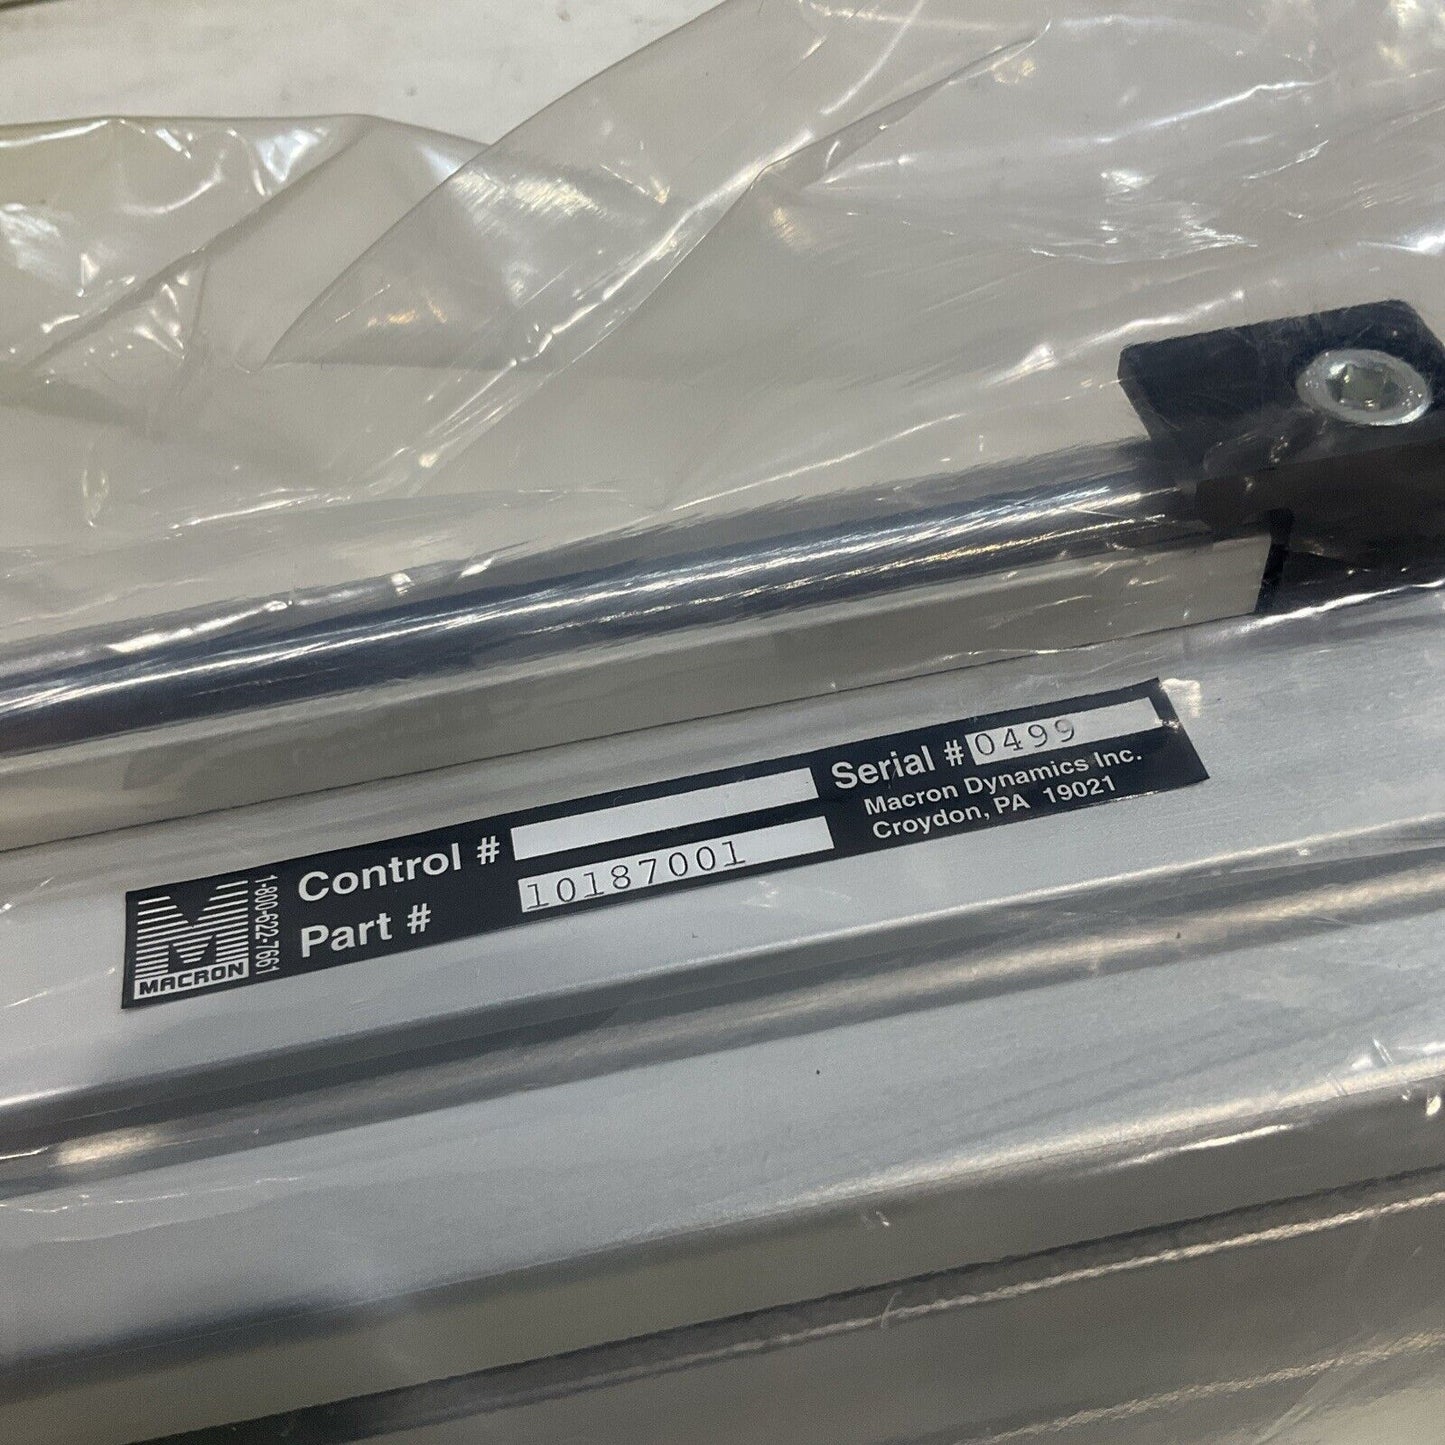 M
MACRON
1-800-622-7661
Control #
Part # 10187001
Serial # 0499
Macron Dynamics Inc.
Croydon, PA 19021